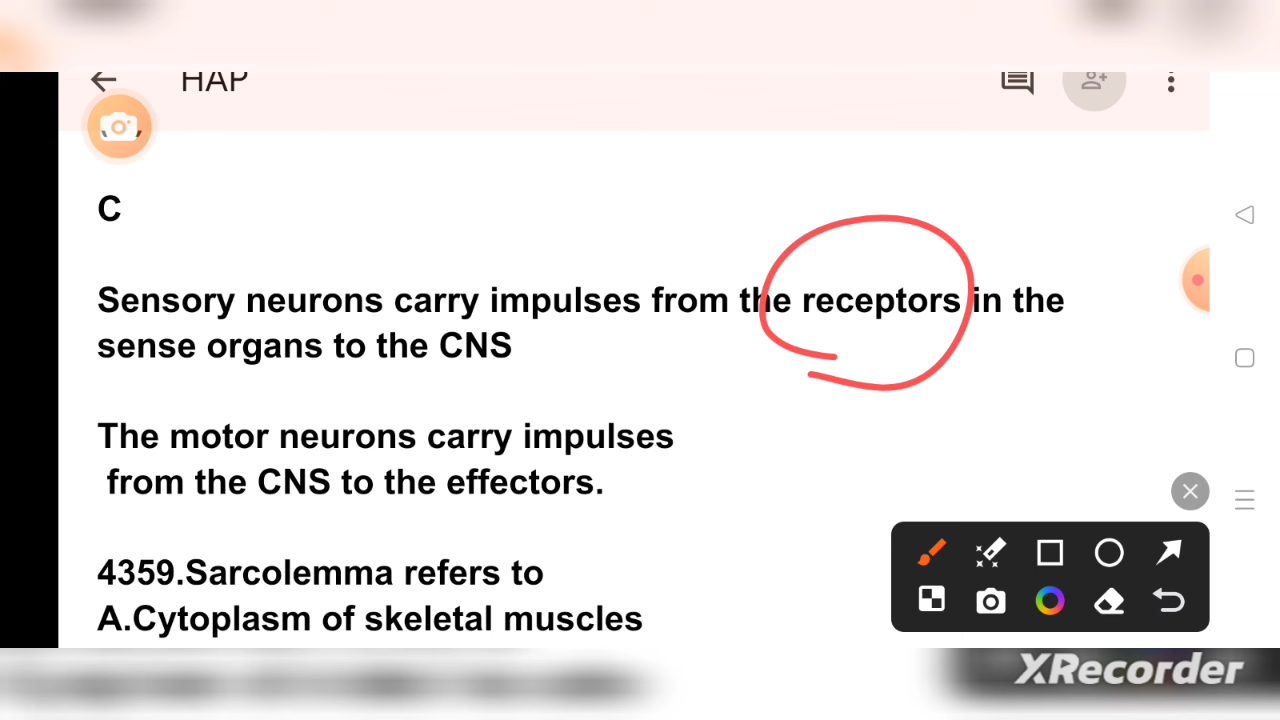 HAP
C
Sensory neurons carry impulses from the receptors in the
sense organs to the CNS
The motor neurons carry impulses
from the CNS to the effectors.
4359.Sarcolemma refers to
A.Cytoplasm of skeletal muscles
XRecorder